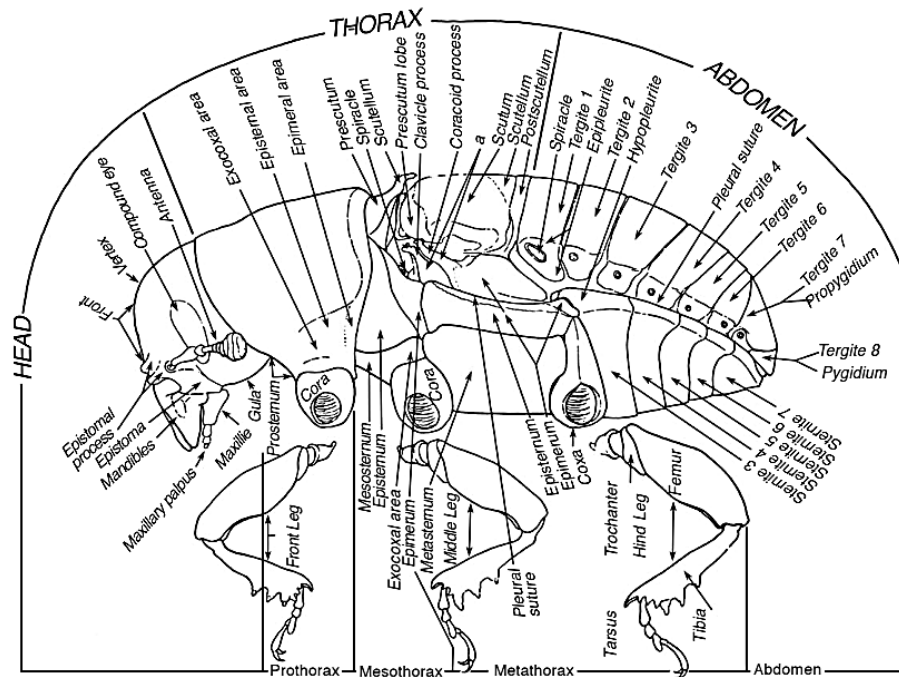 THORAX
ABDOMEN
HEAD
Front
Vertex
Compound eye
Antenna
Exocoxal area
Episternal area
Epimeral area
Prescutum
Spiracle
Scutellum
Prescutum lobe
Clavicle process
Coracoid process
a
Scutum
Scutellum
Postscutellum
Spiracle
Tergite 1
Epipleurite
Tergite 2
Hypopleurite
Tergite 3
Pleural suture
Tergite 4
Tergite 5
Tergite 6
Tergite 7
Propygidium
Tergite 8
Pygidium
Epistomal
process
Epistoma
Mandibles
Maxillary palpus
Maxillie
Gula
Prosternum
Cora
Cora
Mesosternum
Episternum
Exocoxal area
Epimerum
Metasternum
Middle Leg
Pleural
suture
Episternum
Epimerum
Coxa
Sternite 3
Sternite 4
Sternite 5
Sternite 6
Sternite 7
Front Leg
Trochanter
Hind Leg
Femur
Tarsus
Tibia
Prothorax
Mesothorax
Metathorax
Abdomen